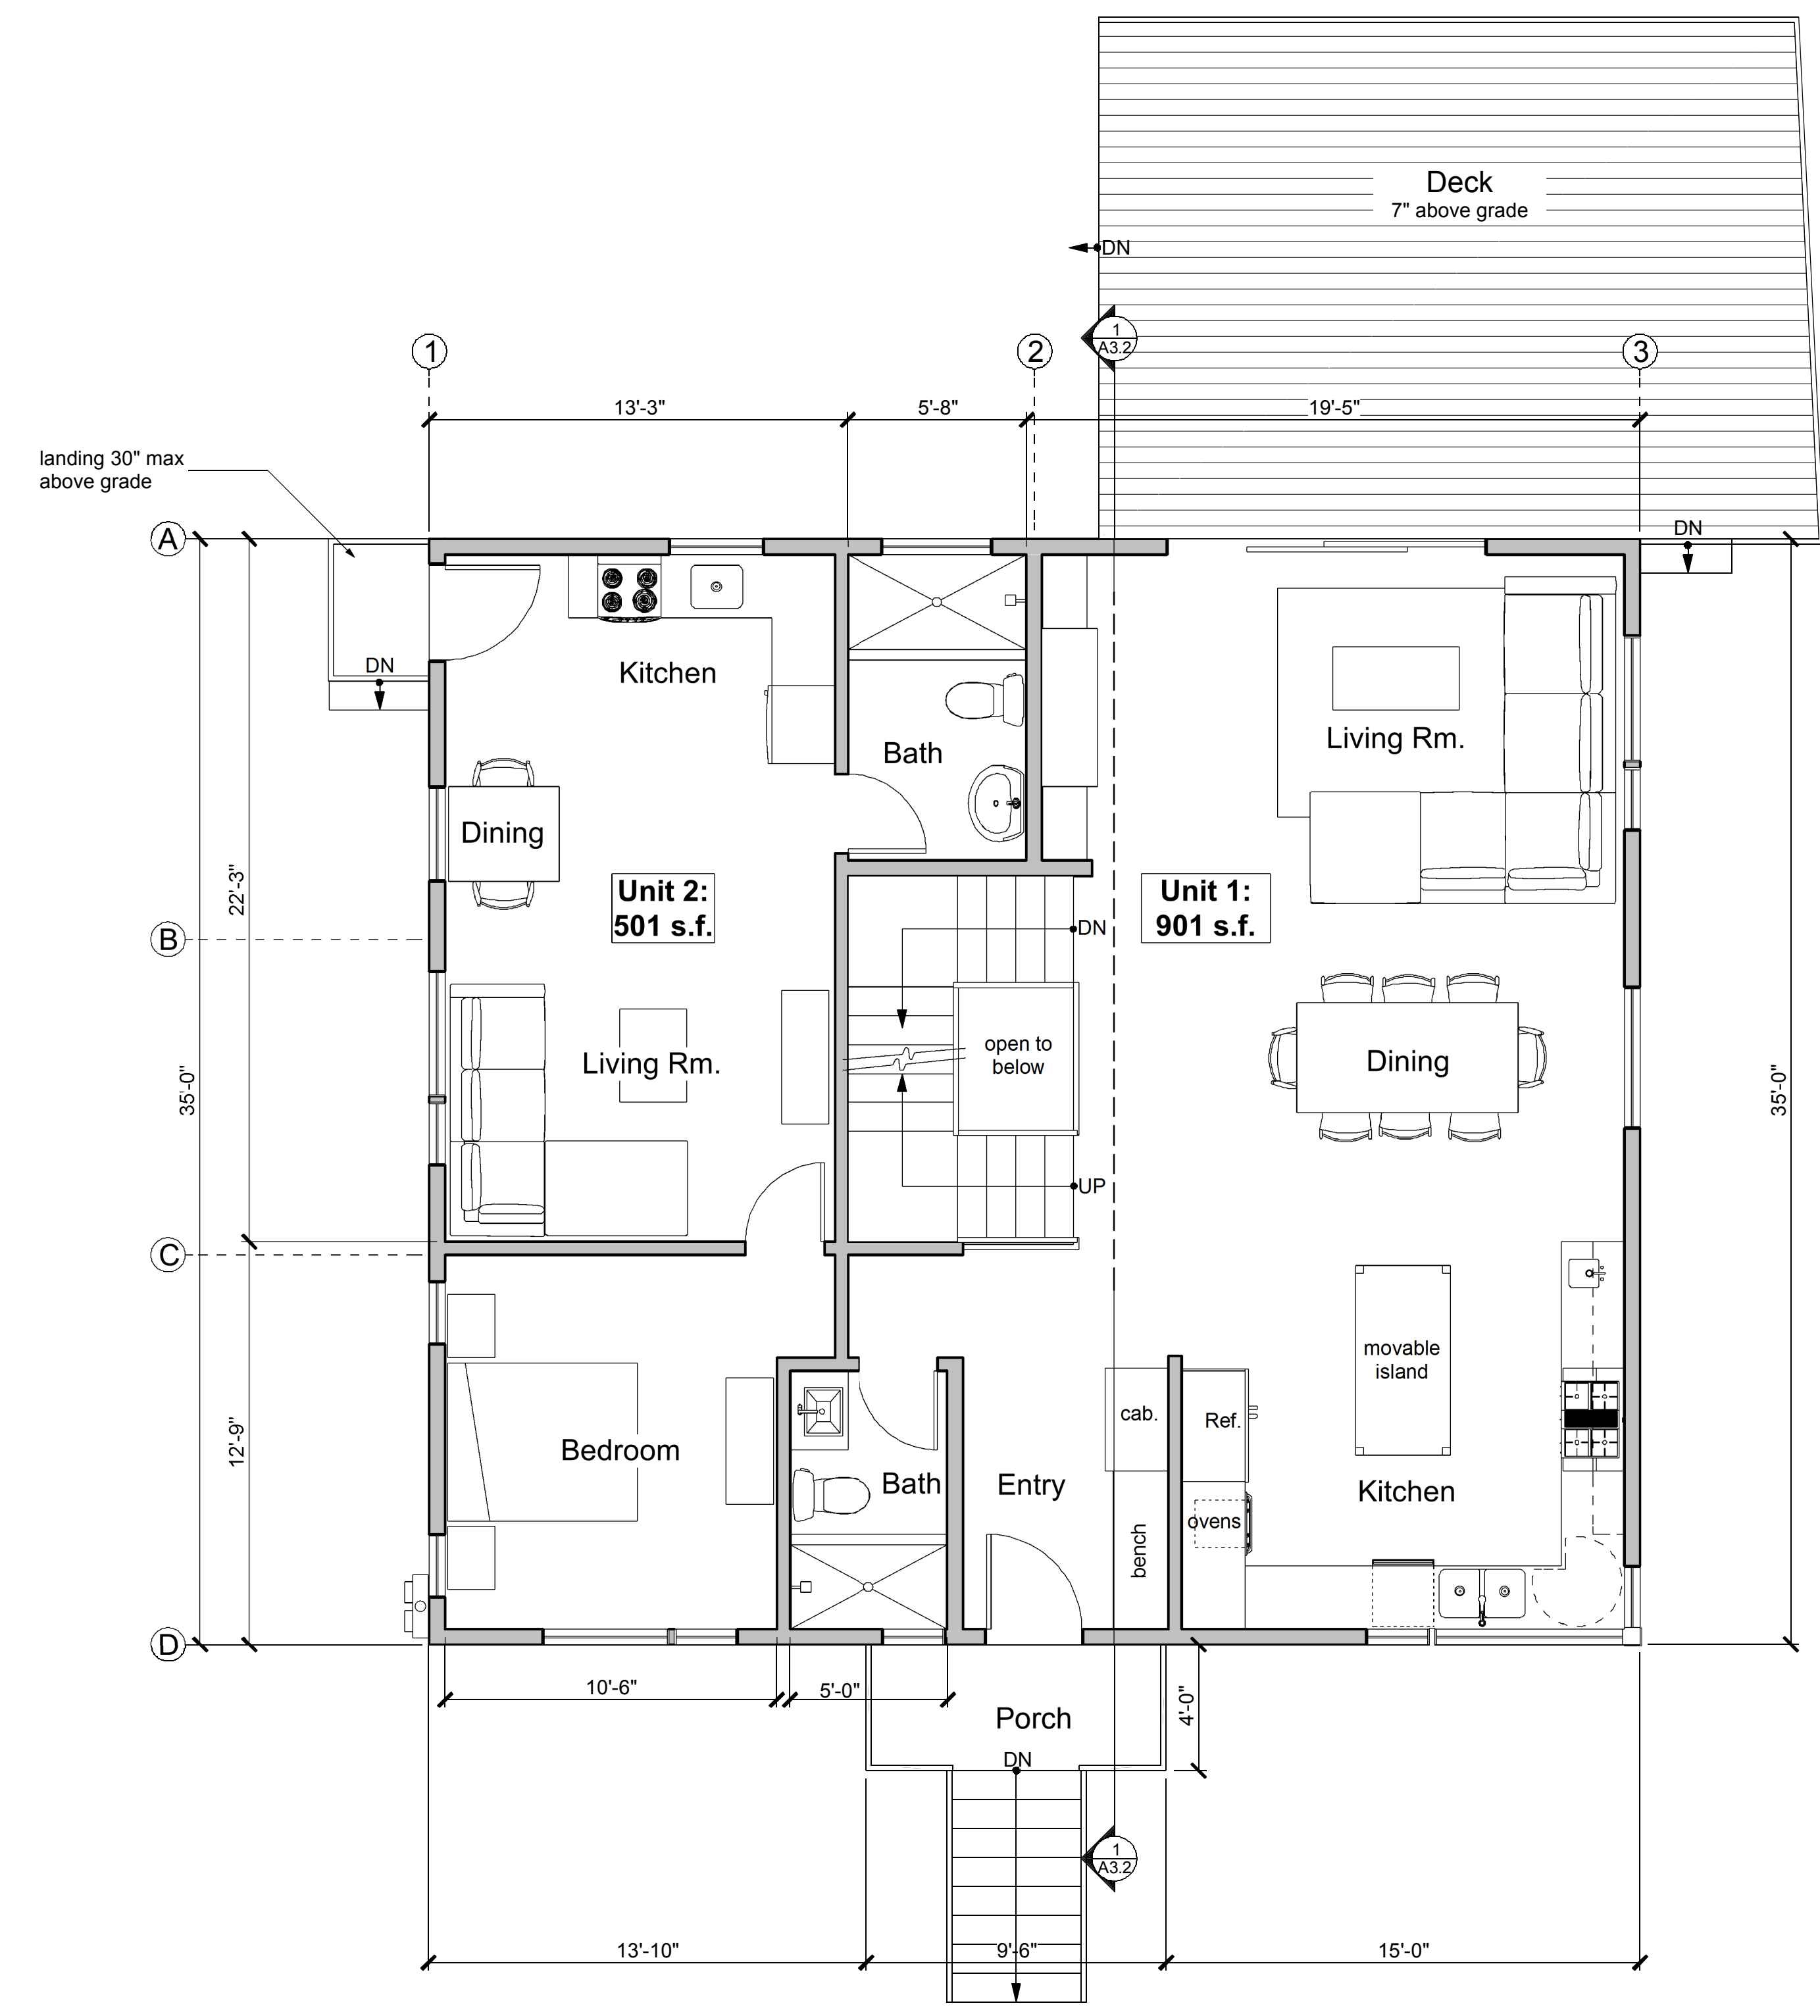 Deck
7" above grade
DN
1
A3.2
1
2
3
13'-3"
5'-8"
19'-5"
landing 30" max
above grade
A
DN
DN
Kitchen
Living Rm.
Bath
Dining
22'-3"
Unit 2:
501 s.f.
Unit 1:
901 s.f.
B
DN
open to
below
Living Rm.
Dining
35'-0"
35'-0"
UP
C
movable
island
cab.
Ref.
12'-9"
Bedroom
Bath
Entry
Kitchen
ovens
bench
D
10'-6"
5'-0"
4'-0"
Porch
DN
1
A3.2
13'-10"
9'-6"
15'-0"